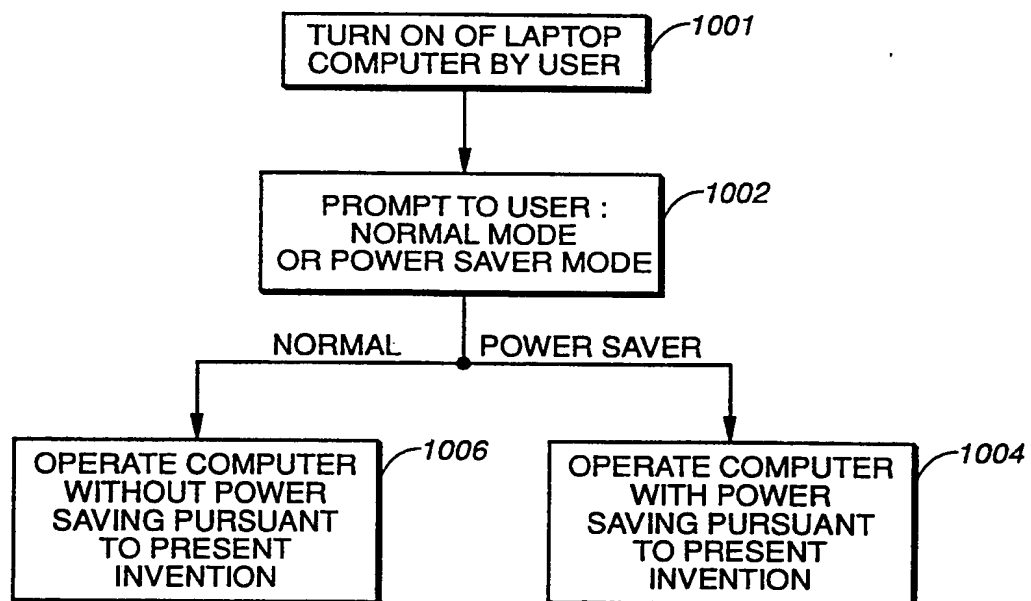 TURN ON OF LAPTOP
COMPUTER BY USER
1001
PROMPT TO USER :
NORMAL MODE
OR POWER SAVER MODE
1002
NORMAL
POWER SAVER
OPERATE COMPUTER
WITHOUT POWER
SAVING PURSUANT
TO PRESENT
INVENTION
1006
OPERATE COMPUTER
WITH POWER
SAVING PURSUANT
TO PRESENT
INVENTION
1004